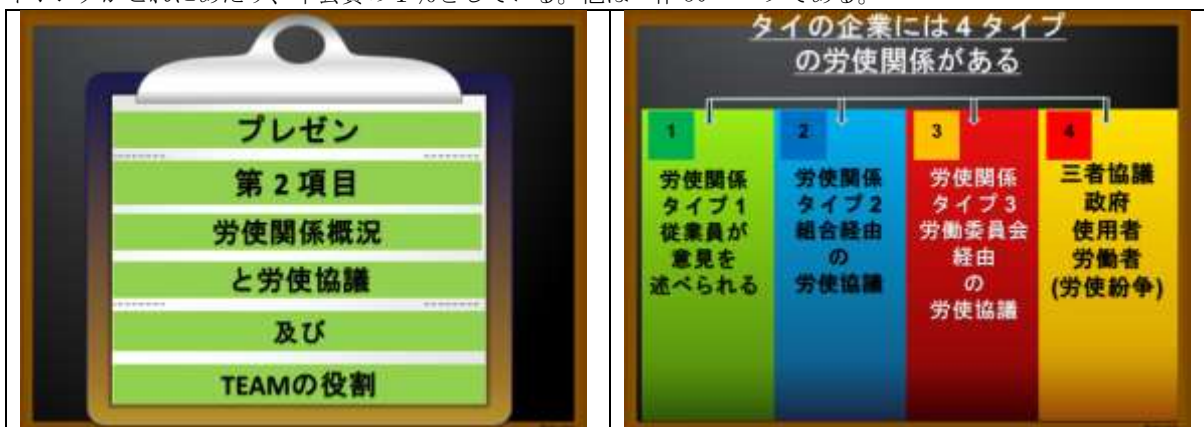 プレゼン
第2項目
労使関係概況
と労使協議
及び
TEAMの役割
タイの企業には4タイプ
の労使関係がある
1
労使関係
タイプ1
従業員が
意見を
述べられる
2
労使関係
タイプ2
組合経由
の
労使協議
3
労使関係
タイプ3
労働委員会
経由
の
労使協議
4
三者協議
政府
使用者
労働者
(労使紛争)